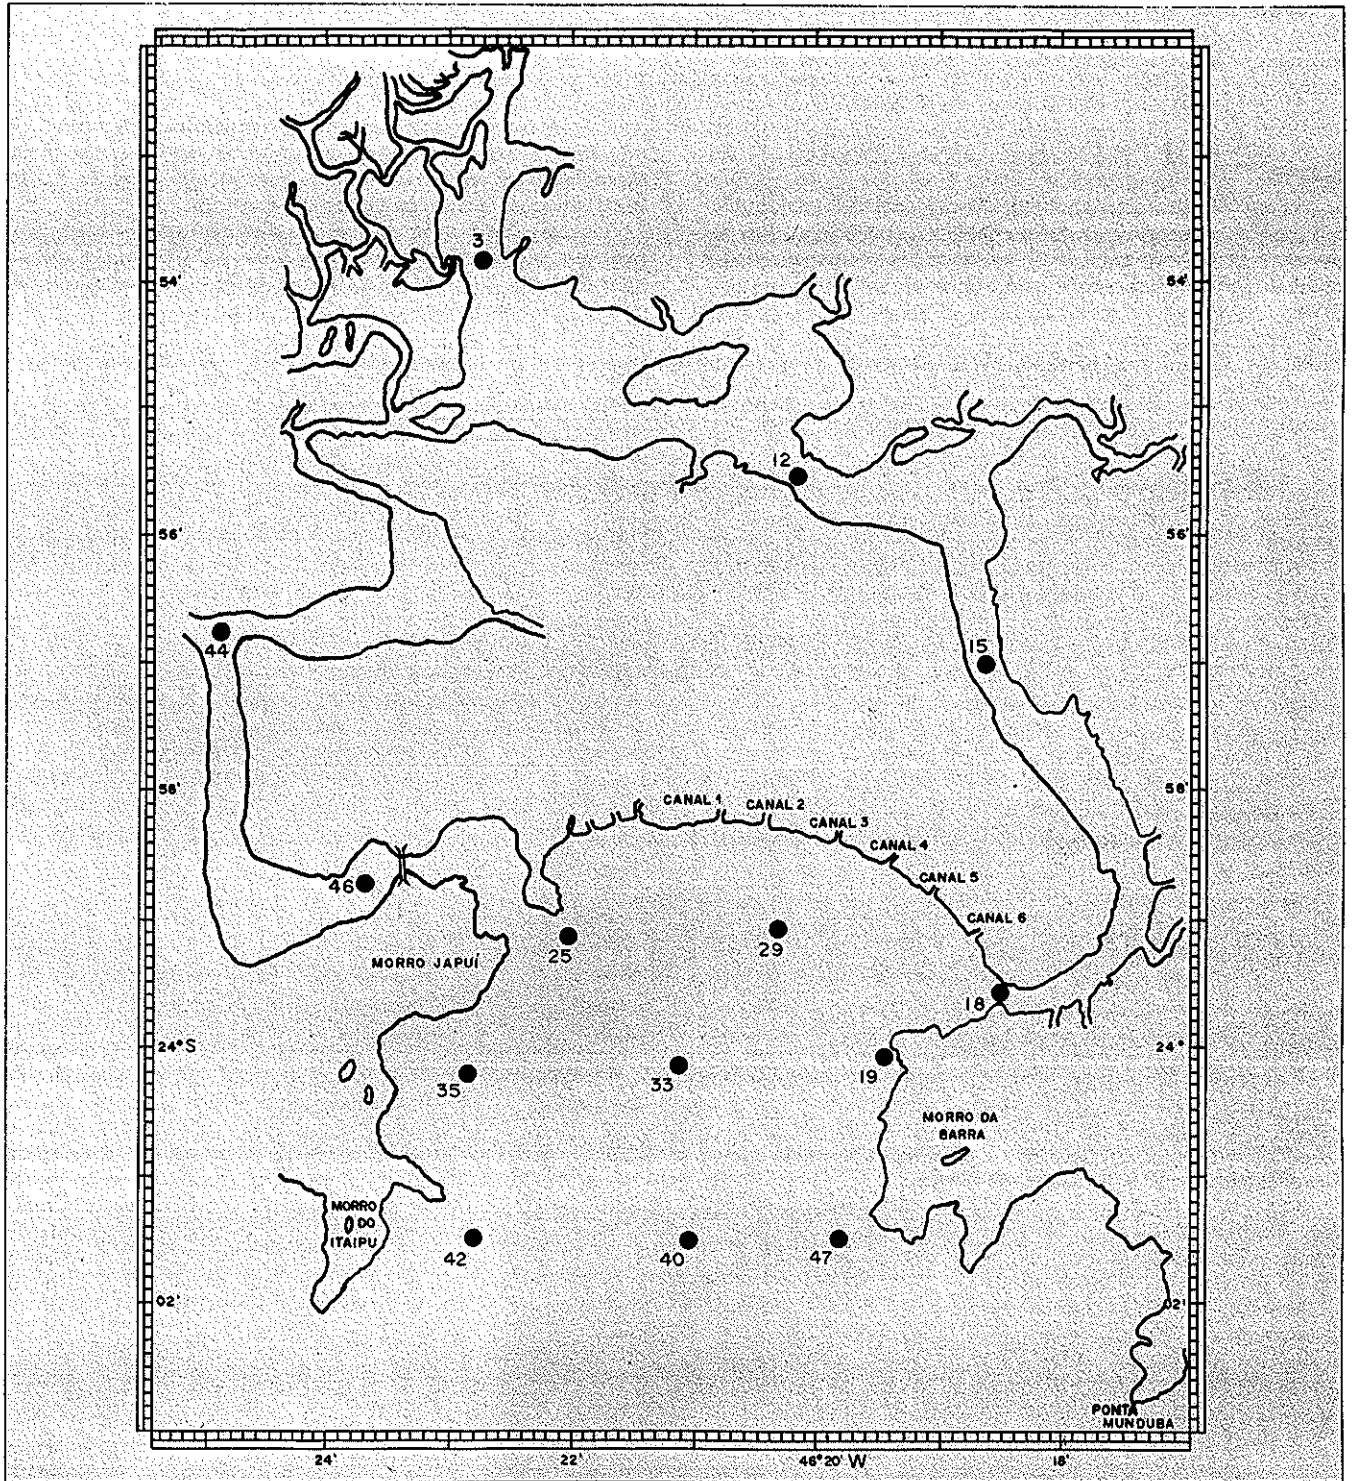 3
54'
54'
12
56'
56'
44
15
58'
58'
CANAL 1
CANAL 2
CANAL 3
CANAL 4
CANAL 5
CANAL 6
46
MORRO JAPUÍ
25
29
18
24° S
24°
35
33
19
MORRO DA
BARRA
MORRO
DO
ITAIPU
42
40
47
02'
02'
PONTA
MUNDUBA
24'
22'
46° 20' W
18'